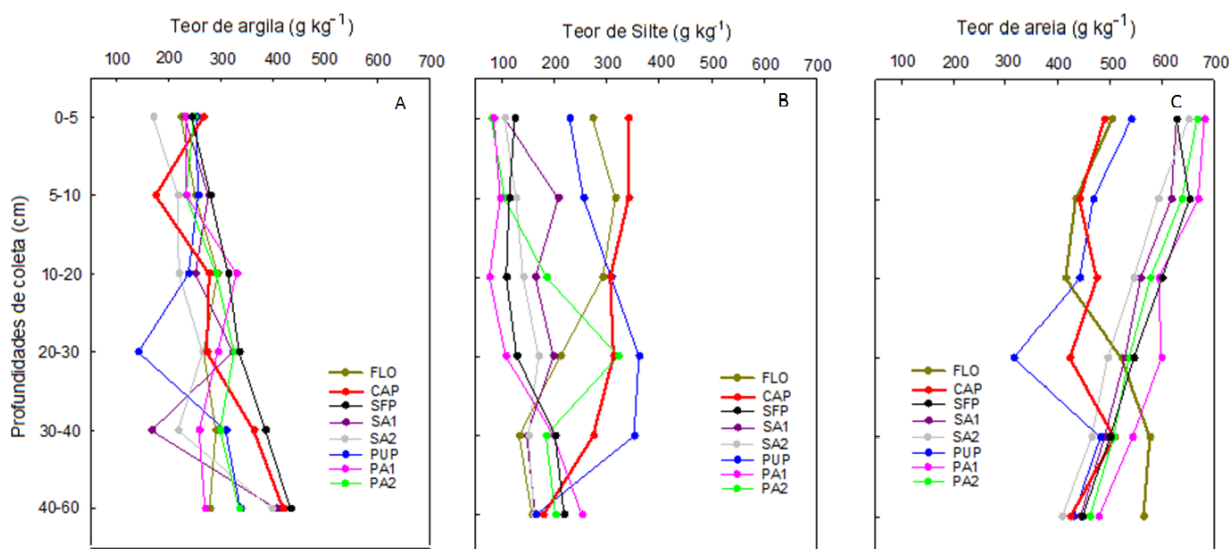 Teor de argila (g kg⁻¹)
100 200 300 400 500 600 700
A
Profundidades de coleta (cm)
0-5
5-10
10-20
20-30
30-40
40-60
FLO
CAP
SFP
SA1
SA2
PUP
PA1
PA2
Teor de Silte (g kg⁻¹)
100 200 300 400 500 600 700
B
FLO
CAP
SFP
SA1
SA2
PUP
PA1
PA2
Teor de areia (g kg⁻¹)
100 200 300 400 500 600 700
C
FLO
CAP
SFP
SA1
SA2
PUP
PA1
PA2